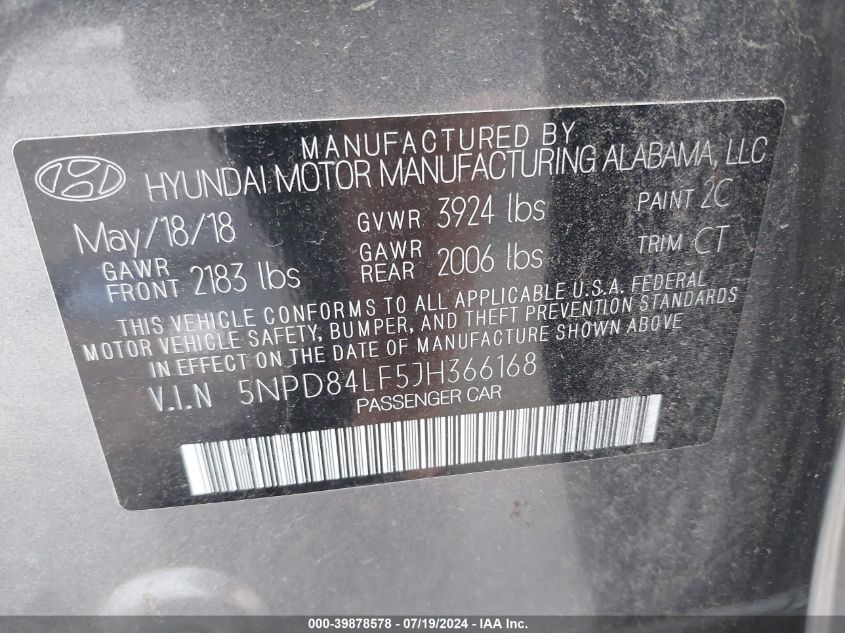 MANUFACTURED BY
HYUNDAI MOTOR MANUFACTURING ALABAMA, LLC
May/18/18 GVWR 3924 lbs PAINT 2C
GAWR FRONT 2183 lbs GAWR REAR 2006 lbs TRIM CT
THIS VEHICLE CONFORMS TO ALL APPLICABLE U.S.A. FEDERAL
MOTOR VEHICLE SAFETY, BUMPER, AND THEFT PREVENTION STANDARDS
IN EFFECT ON THE DATE OF MANUFACTURE SHOWN ABOVE
V.I.N 5NPD84LF5JH366168
PASSENGER CAR
000-39878578 / 07/19/2024 - IAA Inc.